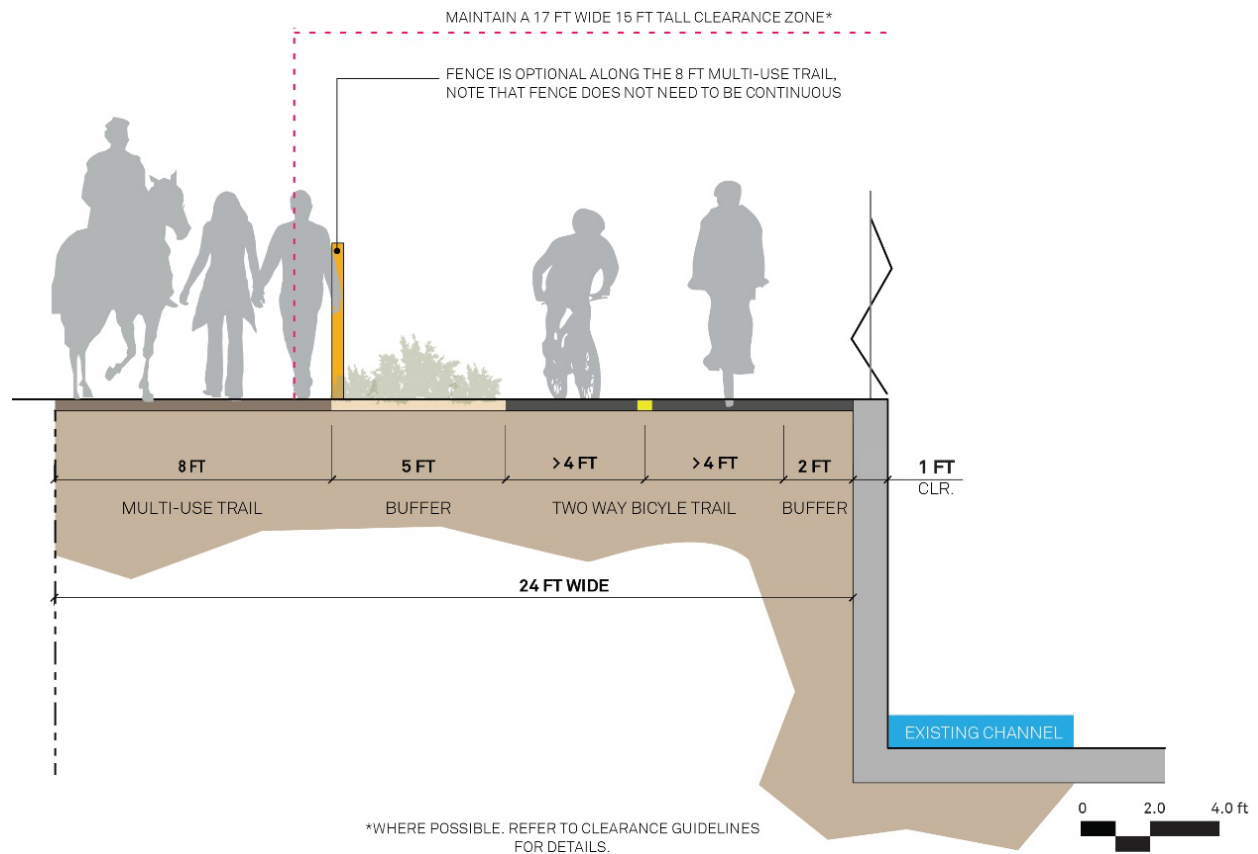 MAINTAIN A 17 FT WIDE 15 FT TALL CLEARANCE ZONE*
FENCE IS OPTIONAL ALONG THE 8 FT MULTI-USE TRAIL,
NOTE THAT FENCE DOES NOT NEED TO BE CONTINUOUS
8 FT
5 FT
>4 FT
>4 FT
2 FT
1 FT
CLR.
MULTI-USE TRAIL
BUFFER
TWO WAY BICYLE TRAIL
BUFFER
24 FT WIDE
EXISTING CHANNEL
0 2.0 4.0 ft
*WHERE POSSIBLE. REFER TO CLEARANCE GUIDELINES
FOR DETAILS.